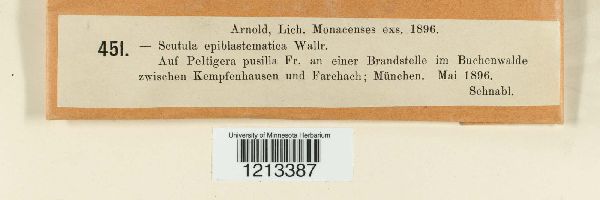 Arnold, Lich. Monacenses exs. 1896.
451. — Scutula epiblastematica Wallr.
Auf Peltigera pusilla Fr. an einer Brandstelle im Buchenwalde
zwischen Kempfenhausen und Farchach; München. Mai 1896.
Schnabl.
University of Minnesota Herbarium
1213387